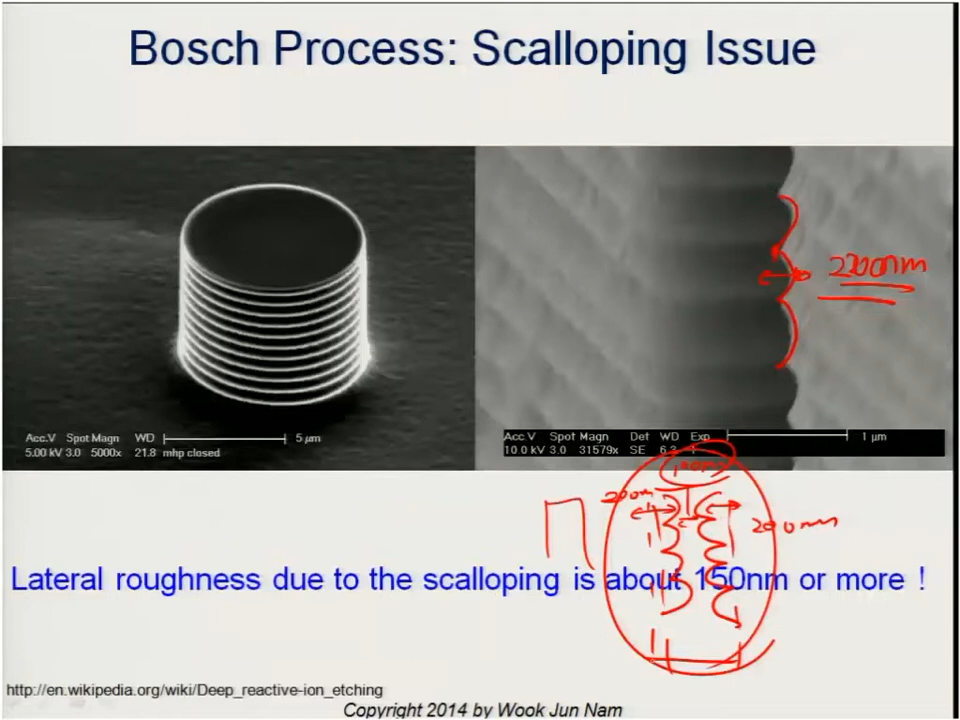 Bosch Process: Scalloping Issue
200nm
Acc.V Spot Magn WD
5.00 kV 3.0 5000x 21.8 mhp closed
5 µm
Acc.V Spot Magn Det WD Exp
10.0 kV 3.0 31579x SE 6.3 1
1 µm
200nm
Lateral roughness due to the scalloping is about 150nm or more !
http://en.wikipedia.org/wiki/Deep_reactive-ion_etching
Copyright 2014 by Wook Jun Nam